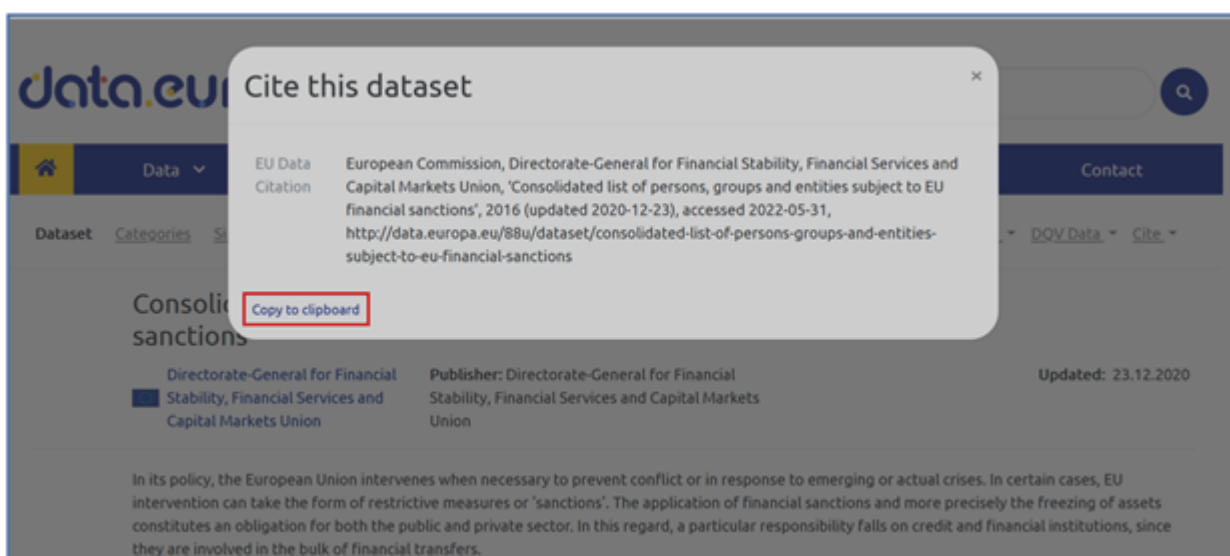 data.eur
Cite this dataset
×
Data
Contact
EU Data
Citation
European Commission, Directorate-General for Financial Stability, Financial Services and
Capital Markets Union, 'Consolidated list of persons, groups and entities subject to EU
financial sanctions', 2016 (updated 2020-12-23), accessed 2022-05-31,
http://data.europa.eu/88u/dataset/consolidated-list-of-persons-groups-and-entities-
subject-to-eu-financial-sanctions
Dataset Categories Si DQV Data Cite
Copy to clipboard
Consolid
sanctions
Directorate-General for Financial
Stability, Financial Services and
Capital Markets Union
Publisher: Directorate-General for Financial
Stability, Financial Services and Capital Markets
Union
Updated: 23.12.2020
In its policy, the European Union intervenes when necessary to prevent conflict or in response to emerging or actual crises. In certain cases, EU
intervention can take the form of restrictive measures or 'sanctions'. The application of financial sanctions and more precisely the freezing of assets
constitutes an obligation for both the public and private sector. In this regard, a particular responsibility falls on credit and financial institutions, since
they are involved in the bulk of financial transfers.